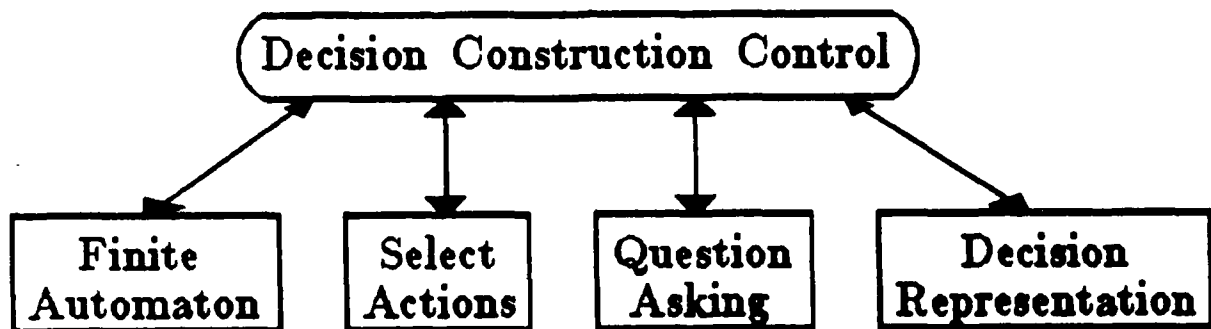 Decision Construction Control
Finite
Automaton
Select
Actions
Question
Asking
Decision
Representation